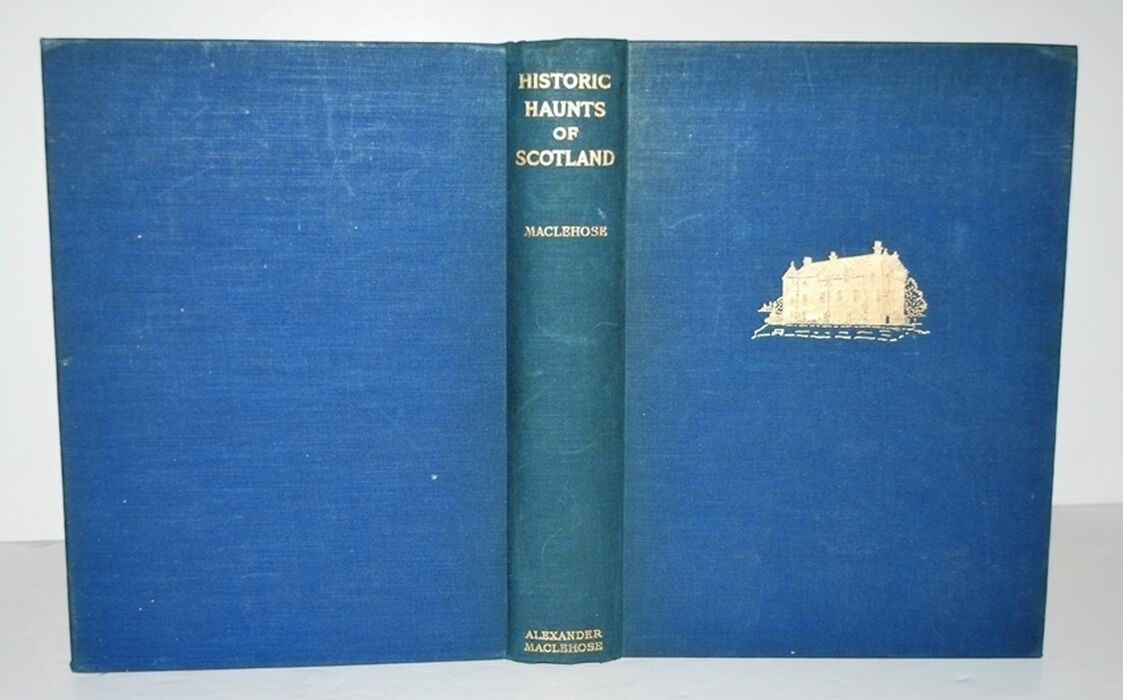 HISTORIC
HAUNTS
OF
SCOTLAND
MACLEHOSE
ALEXANDER
MACLEHOSE